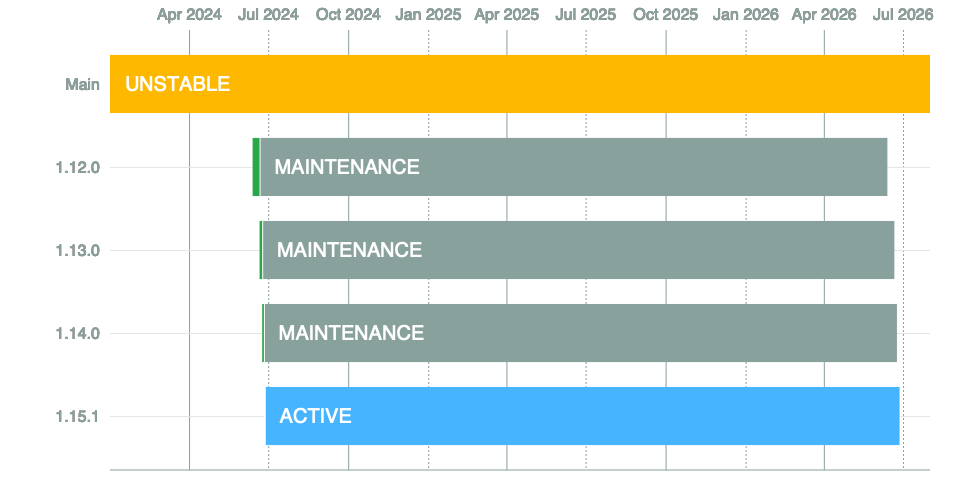 Apr 2024 Jul 2024 Oct 2024 Jan 2025 Apr 2025 Jul 2025 Oct 2025 Jan 2026 Apr 2026 Jul 2026
Main UNSTABLE
1.12.0 MAINTENANCE
1.13.0 MAINTENANCE
1.14.0 MAINTENANCE
1.15.1 ACTIVE